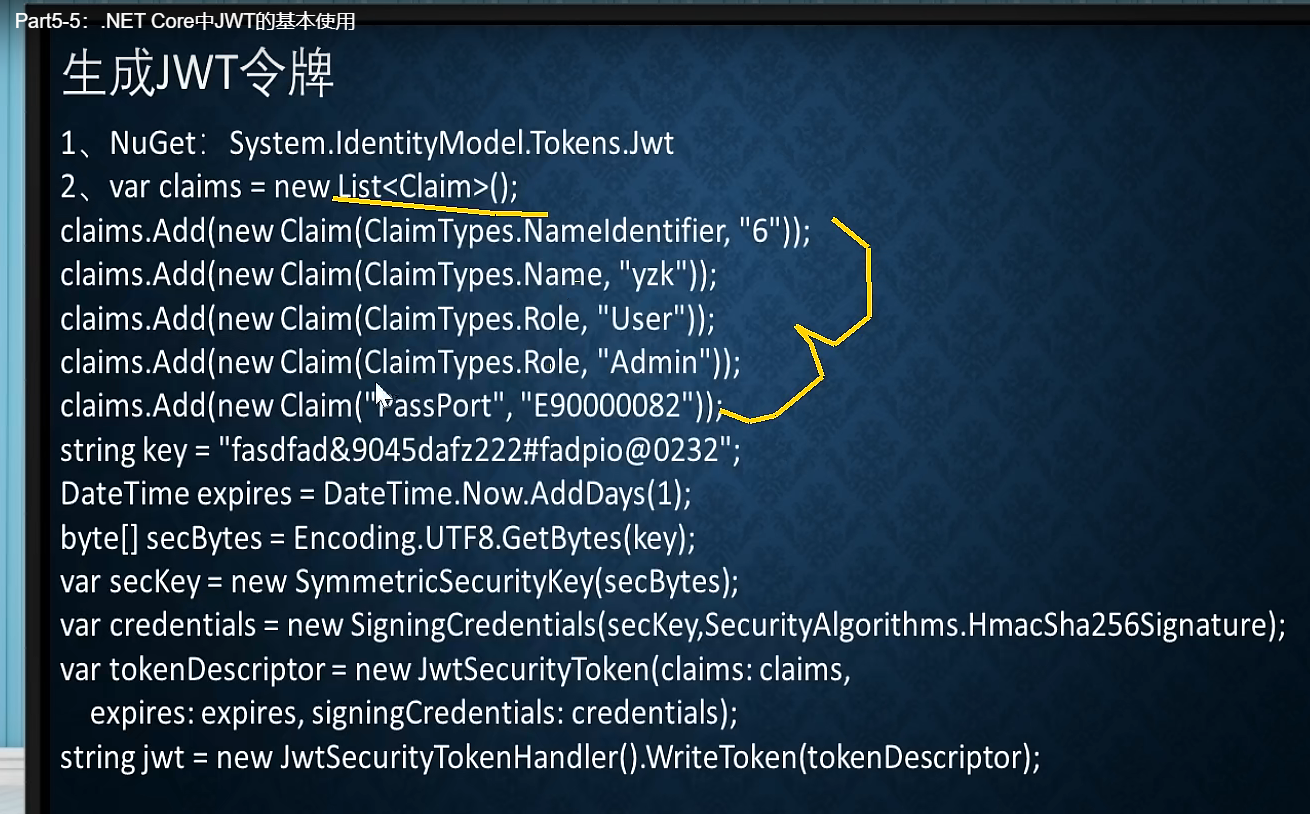 Part5-5：.NET Core中JWT的基本使用
生成JWT令牌
1、NuGet： System.IdentityModel.Tokens.Jwt
2、var claims = new List<Claim>();
claims.Add(new Claim(ClaimTypes.NameIdentifier, "6"));
claims.Add(new Claim(ClaimTypes.Name, "yzk"));
claims.Add(new Claim(ClaimTypes.Role, "User"));
claims.Add(new Claim(ClaimTypes.Role, "Admin"));
claims.Add(new Claim("PassPort", "E90000082"));
string key = "fasdfad&9045dafz222#fadpio@0232";
DateTime expires = DateTime.Now.AddDays(1);
byte[] secBytes = Encoding.UTF8.GetBytes(key);
var secKey = new SymmetricSecurityKey(secBytes);
var credentials = new SigningCredentials(secKey,SecurityAlgorithms.HmacSha256Signature);
var tokenDescriptor = new JwtSecurityToken(claims: claims,
expires: expires, signingCredentials: credentials);
string jwt = new JwtSecurityTokenHandler().WriteToken(tokenDescriptor);